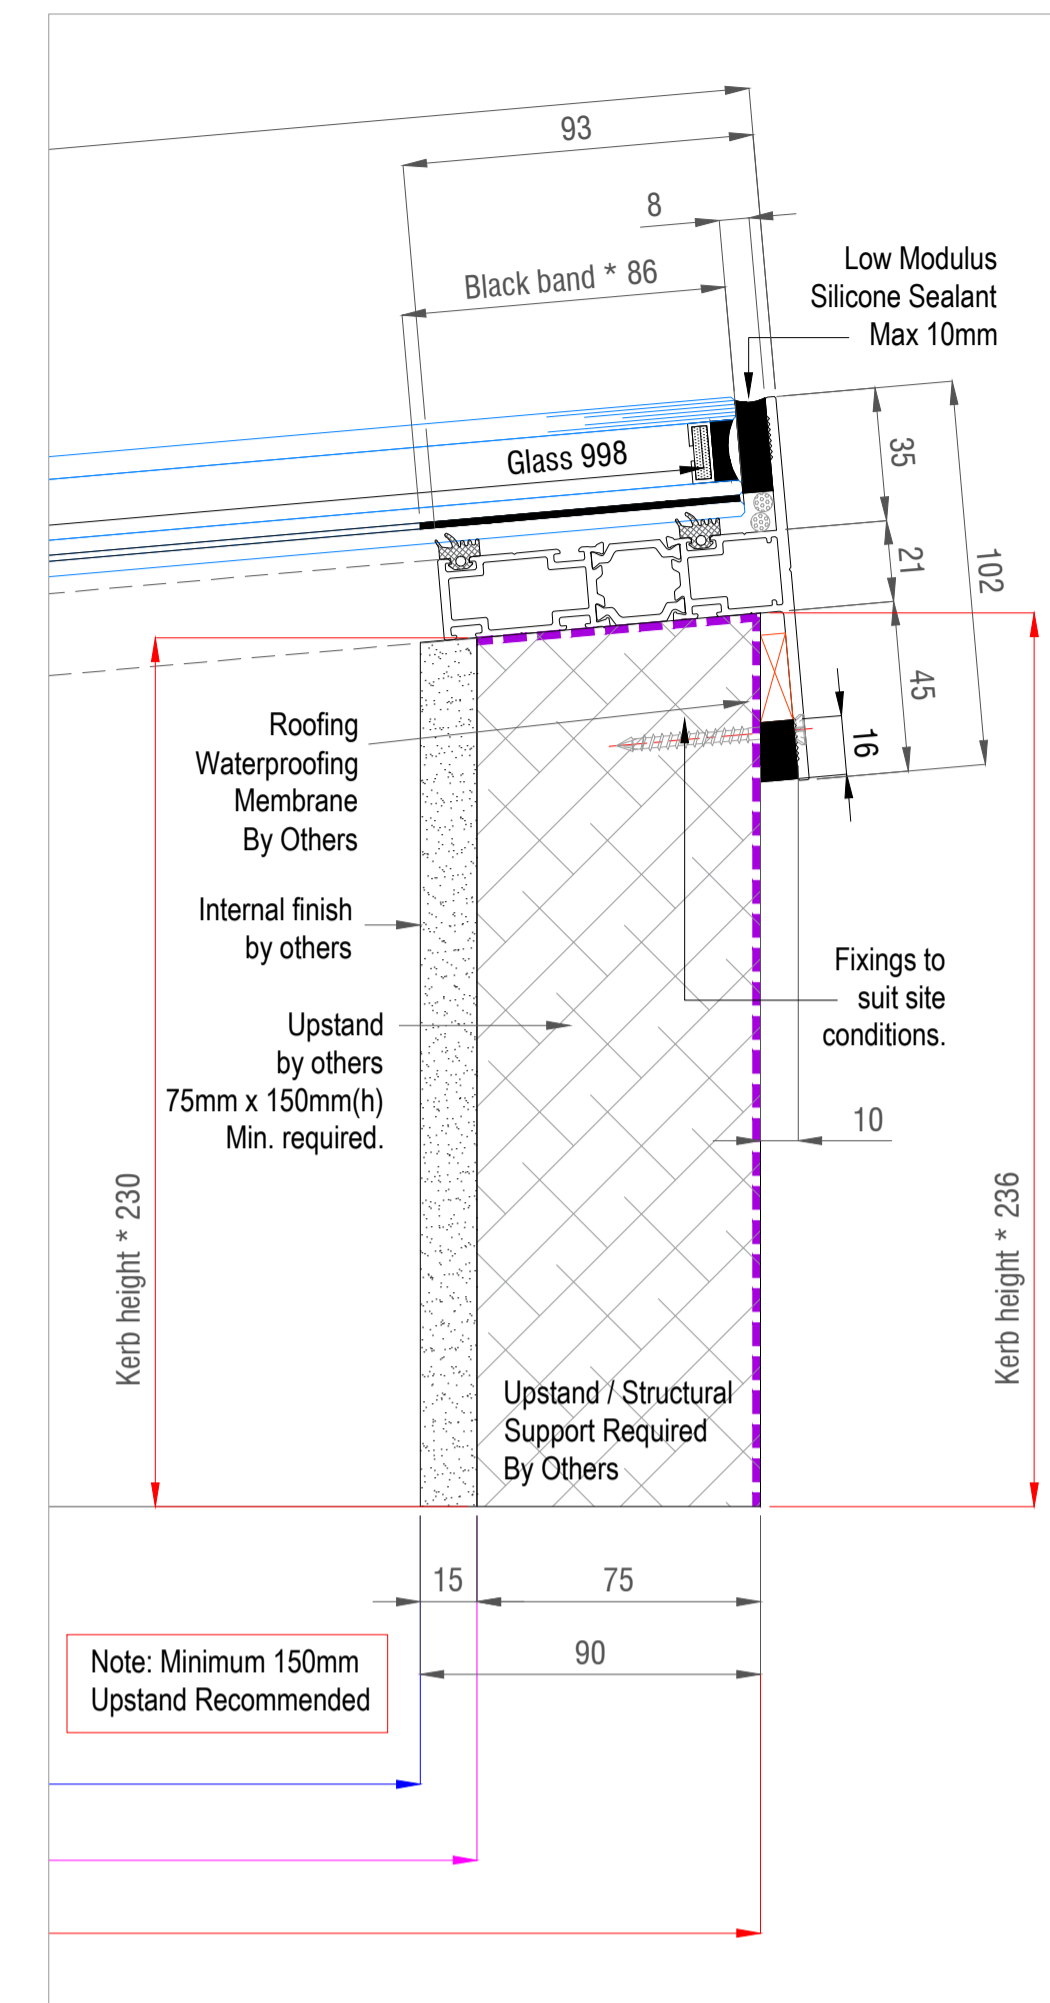 93
8
Black band * 86
Low Modulus
Silicone Sealant
Max 10mm
Glass 998
35
21
102
45
16
Roofing
Waterproofing
Membrane
By Others
Internal finish
by others
Fixings to
suit site
conditions.
Upstand
by others
75mm x 150mm(h)
Min. required.
10
Kerb height * 230
Kerb height * 236
Upstand / Structural
Support Required
By Others
15
75
90
Note: Minimum 150mm
Upstand Recommended